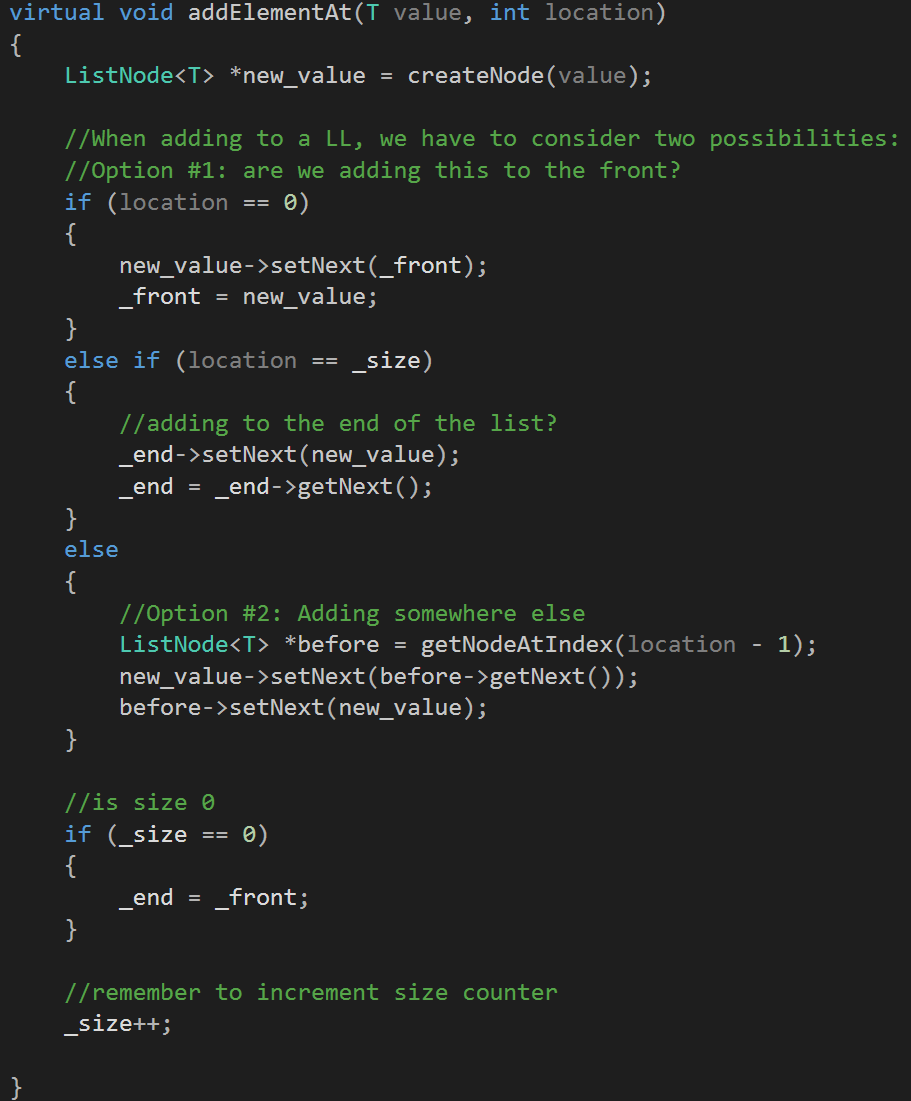 virtual void addElementAt(T value, int location)
{
    ListNode<T> *new_value = createNode(value);

    //When adding to a LL, we have to consider two possibilities:
    //Option #1: are we adding this to the front?
    if (location == 0)
    {
        new_value->setNext(_front);
        _front = new_value;
    }
    else if (location == _size)
    {
        //adding to the end of the list?
        _end->setNext(new_value);
        _end = _end->getNext();
    }
    else
    {
        //Option #2: Adding somewhere else
        ListNode<T> *before = getNodeAtIndex(location - 1);
        new_value->setNext(before->getNext());
        before->setNext(new_value);
    }

    //is size 0
    if (_size == 0)
    {
        _end = _front;
    }

    //remember to increment size counter
    _size++;

}